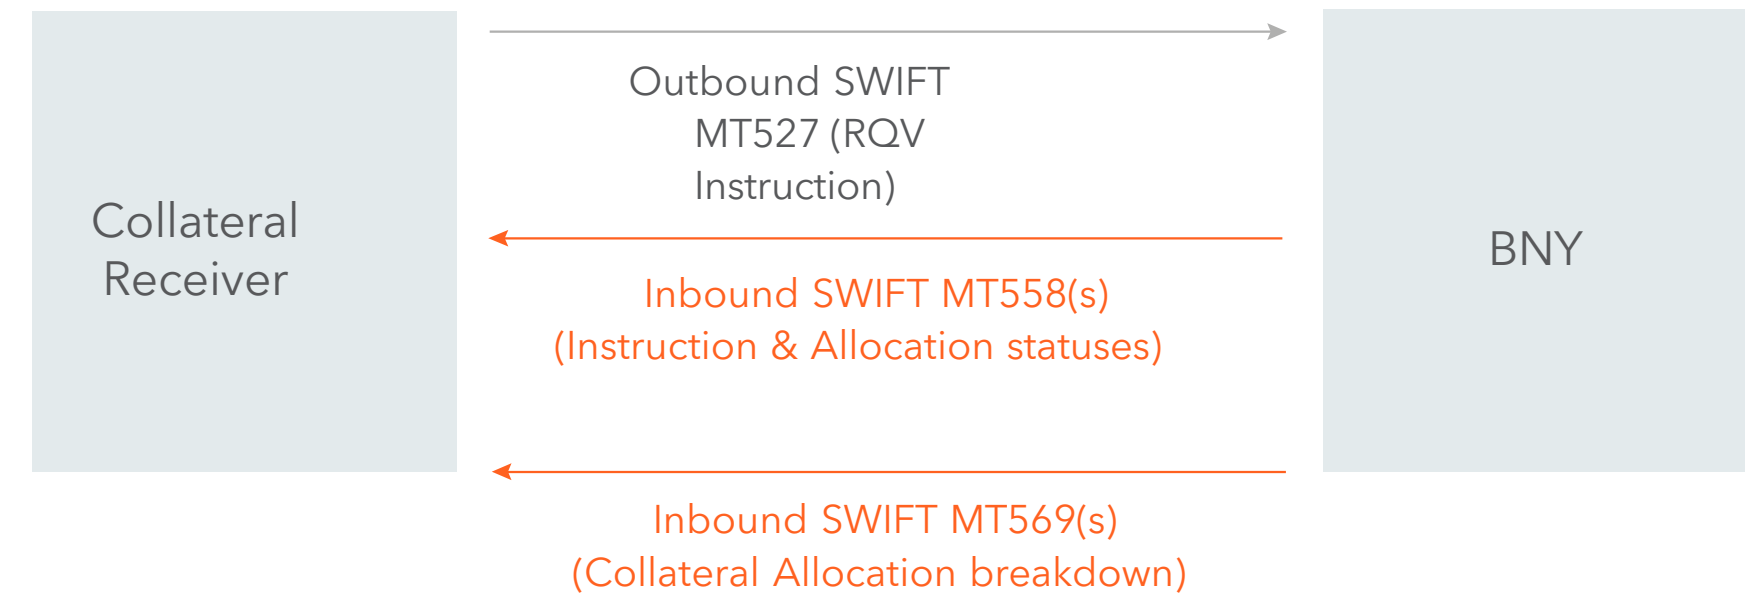 Collateral
Receiver
Outbound SWIFT
MT527 (RQV
Instruction)
Inbound SWIFT MT558(s)
(Instruction & Allocation statuses)
Inbound SWIFT MT569(s)
(Collateral Allocation breakdown)
BNY